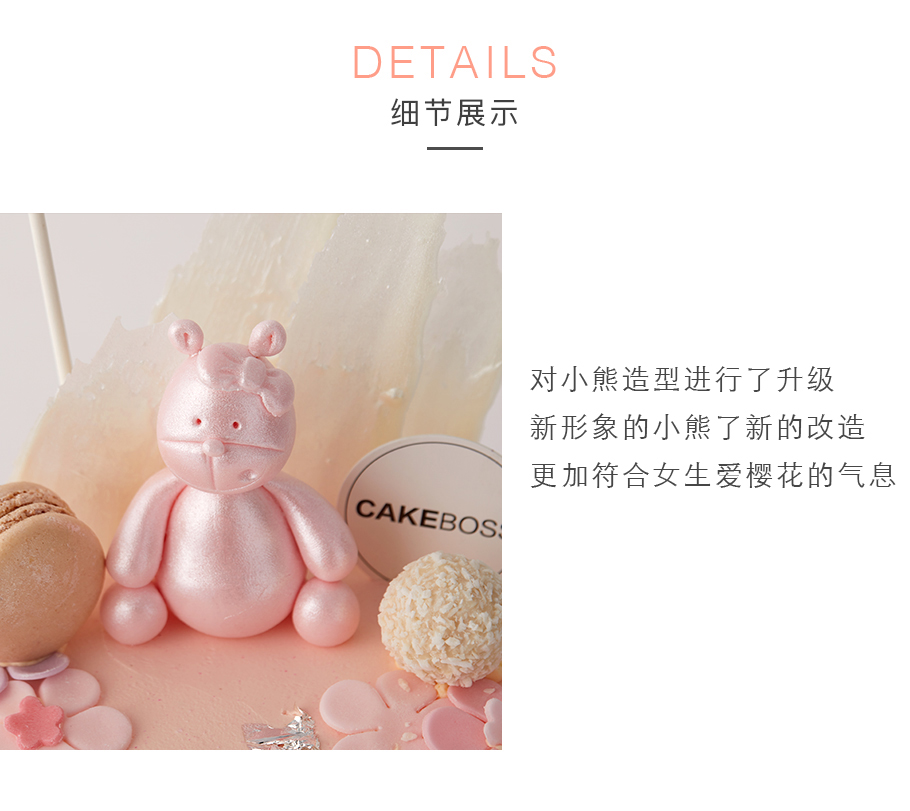 DETAILS
细节展示
对小熊造型进行了升级
新形象的小熊了新的改造
更加符合女生爱樱花的气息
CAKEBOSS